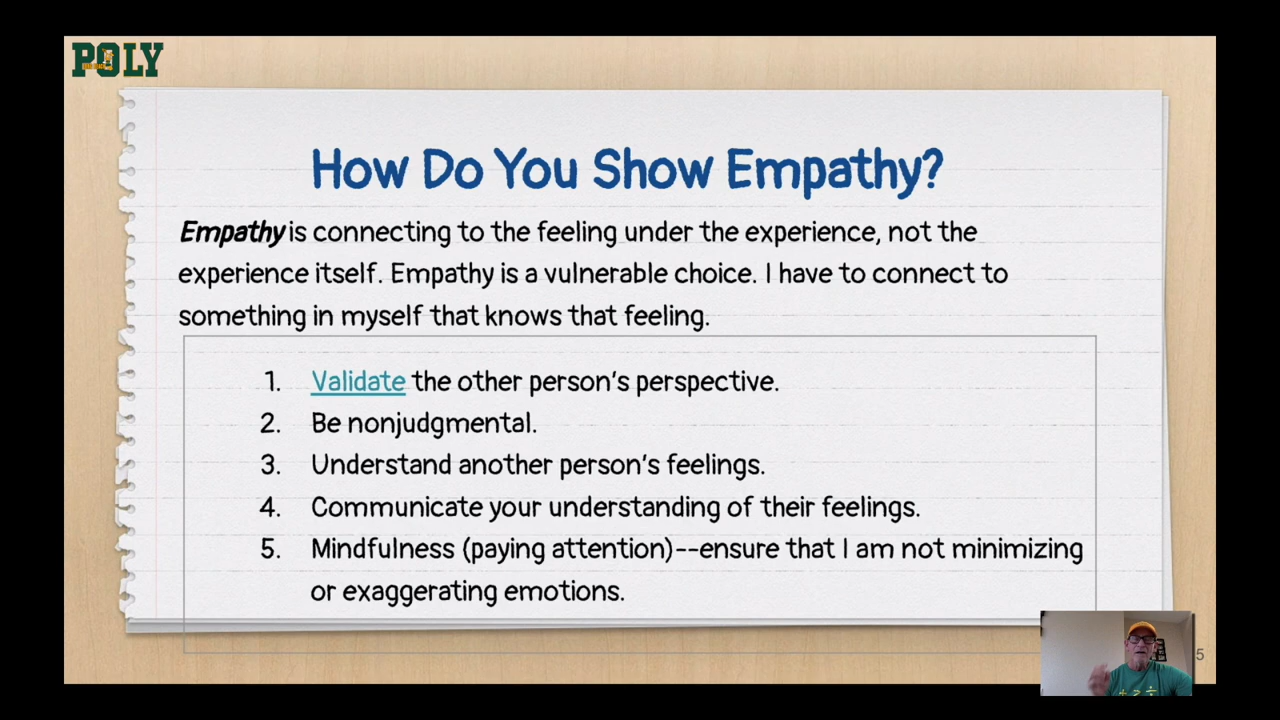 POLY
How Do You Show Empathy?
Empathy is connecting to the feeling under the experience, not the
experience itself. Empathy is a vulnerable choice. I have to connect to
something in myself that knows that feeling.
1. Validate the other person's perspective.
2. Be nonjudgmental.
3. Understand another person's feelings.
4. Communicate your understanding of their feelings.
5. Mindfulness (paying attention)--ensure that I am not minimizing
or exaggerating emotions.
5